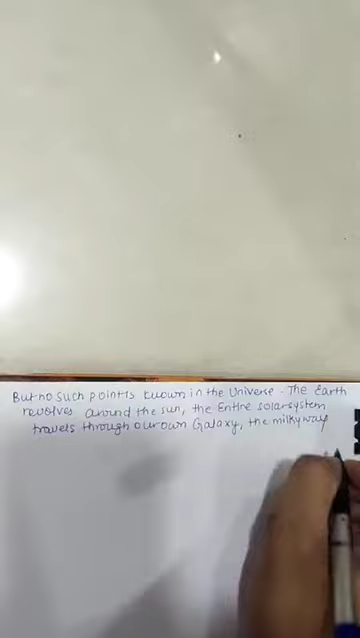 But no such point is known in the Universe - The Earth
revolves around the sun, the Entire solar system
travels through our own Galaxy, the milky way